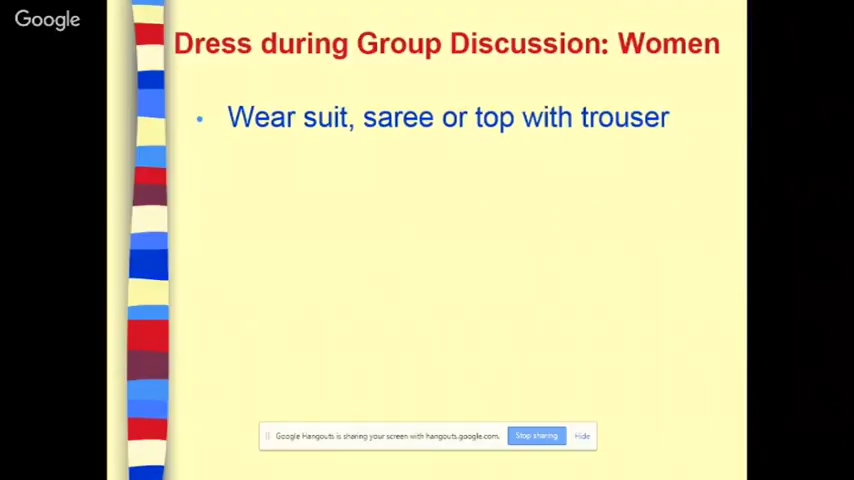 Google
Dress during Group Discussion: Women
• Wear suit, saree or top with trouser
Google Hangouts is sharing your screen with hangouts.google.com.
Stop sharing
Hide